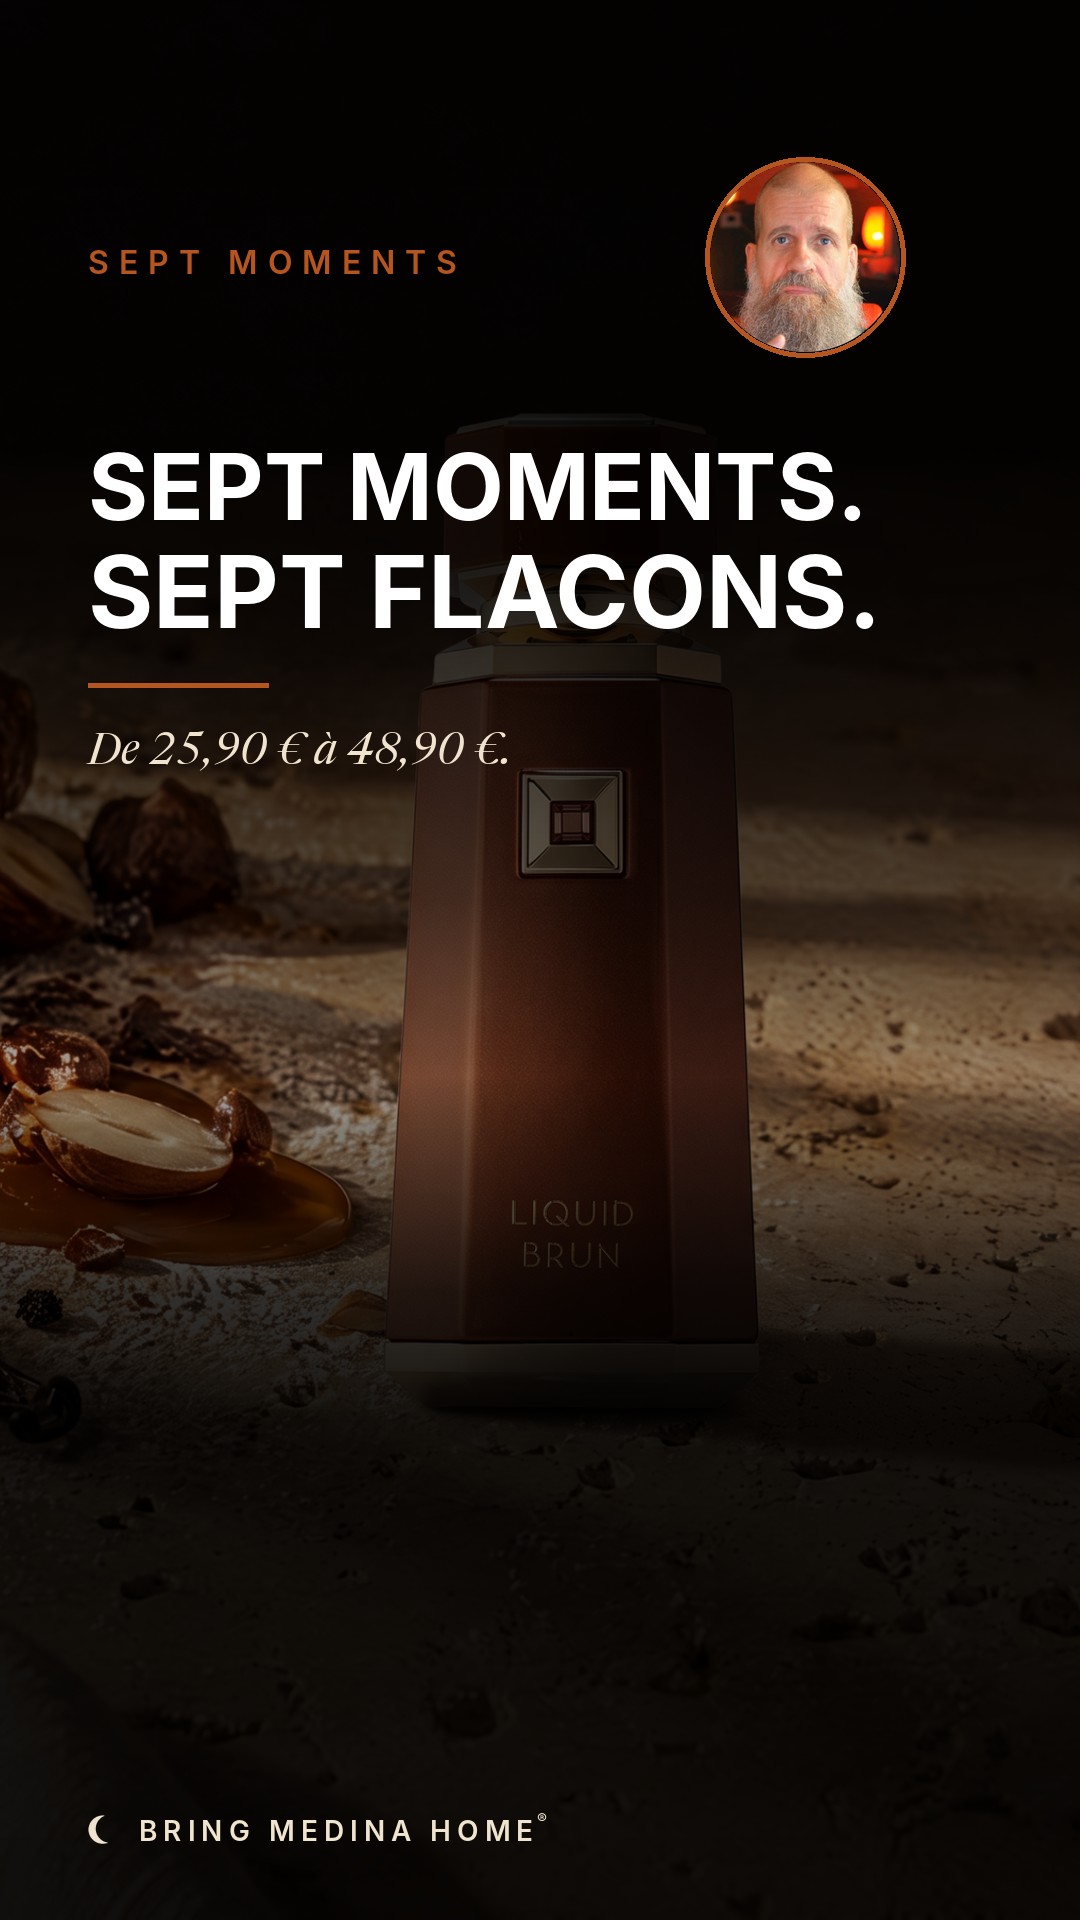 SEPT MOMENTS
SEPT MOMENTS.
SEPT FLACONS.
De 25,90 € à 48,90 €.
LIQUID
BRUN
BRING MEDINA HOME®